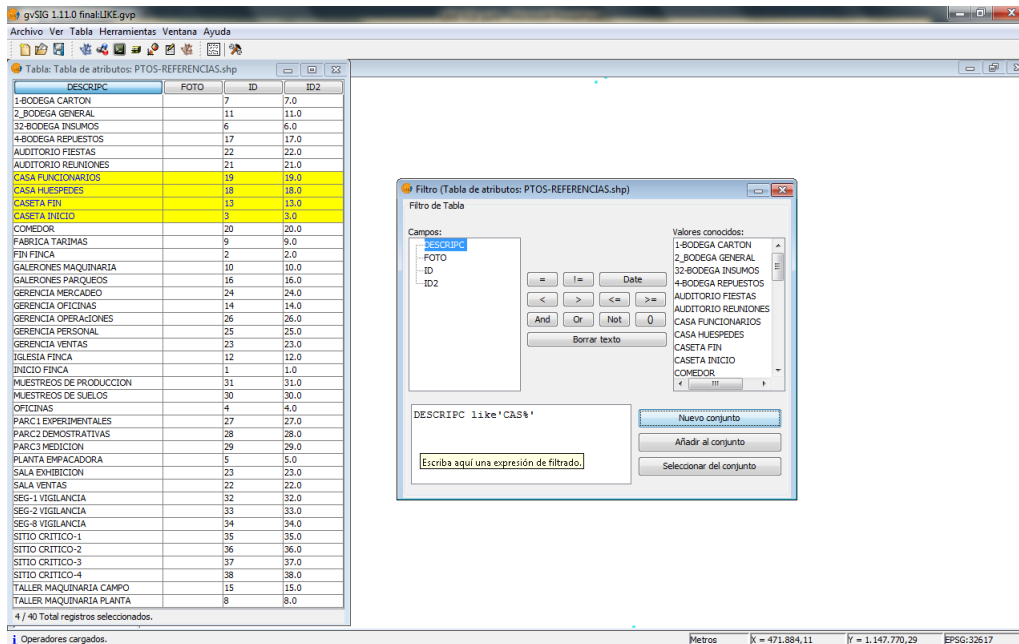 gvSIG 1.11.0 final:LIKE.gvp
Archivo Ver Tabla Herramientas Ventana Ayuda
Tabla: Tabla de atributos: PTOS-REFERENCIAS.shp
DESCRIPC FOTO ID ID2
1-BODEGA CARTON 7 7.0
2_BODEGA GENERAL 11 11.0
32-BODEGA INSUMOS 6 6.0
4-BODEGA REPUESTOS 17 17.0
AUDITORIO FIESTAS 22 22.0
AUDITORIO REUNIONES 21 21.0
CASA FUNCIONARIOS 19 19.0
CASA HUESPEDES 18 18.0
CASETA FIN 13 13.0
CASETA INICIO 3 3.0
COMEDOR 20 20.0
FABRICA TARIMAS 9 9.0
FIN FINCA 2 2.0
GALERONES MAQUINARIA 10 10.0
GALERONES PARQUEOS 16 16.0
GERENCIA MERCADEO 24 24.0
GERENCIA OFICINAS 14 14.0
GERENCIA OPERAcIONES 26 26.0
GERENCIA PERSONAL 25 25.0
GERENCIA VENTAS 23 23.0
IGLESIA FINCA 12 12.0
INICIO FINCA 1 1.0
MUESTREOS DE PRODUCCION 31 31.0
MUESTREOS DE SUELOS 30 30.0
OFICINAS 4 4.0
PARC1 EXPERIMENTALES 27 27.0
PARC2 DEMOSTRATIVAS 28 28.0
PARC3 MEDICION 29 29.0
PLANTA EMPACADORA 5 5.0
SALA EXHIBICION 23 23.0
SALA VENTAS 22 22.0
SEG-1 VIGILANCIA 32 32.0
SEG-2 VIGILANCIA 33 33.0
SEG-8 VIGILANCIA 34 34.0
SITIO CRITICO-1 35 35.0
SITIO CRITICO-2 36 36.0
SITIO CRITICO-3 37 37.0
SITIO CRITICO-4 38 38.0
TALLER MAQUINARIA CAMPO 15 15.0
TALLER MAQUINARIA PLANTA 8 8.0
4 / 40 Total registros seleccionados.
Filtro (Tabla de atributos: PTOS-REFERENCIAS.shp)
Filtro de Tabla
Campos:
DESCRIPC
FOTO
ID
ID2
= != Date
< > <= >=
And Or Not ()
Borrar texto
Valores conocidos:
1-BODEGA CARTON
2_BODEGA GENERAL
32-BODEGA INSUMOS
4-BODEGA REPUESTOS
AUDITORIO FIESTAS
AUDITORIO REUNIONES
CASA FUNCIONARIOS
CASA HUESPEDES
CASETA FIN
CASETA INICIO
COMEDOR
DESCRIPC like'CAS%'
Escriba aquí una expresión de filtrado.
Nuevo conjunto
Añadir al conjunto
Seleccionar del conjunto
Operadores cargados.
Metros X = 471.884,11 Y = 1.147.770,29 EPSG:32617